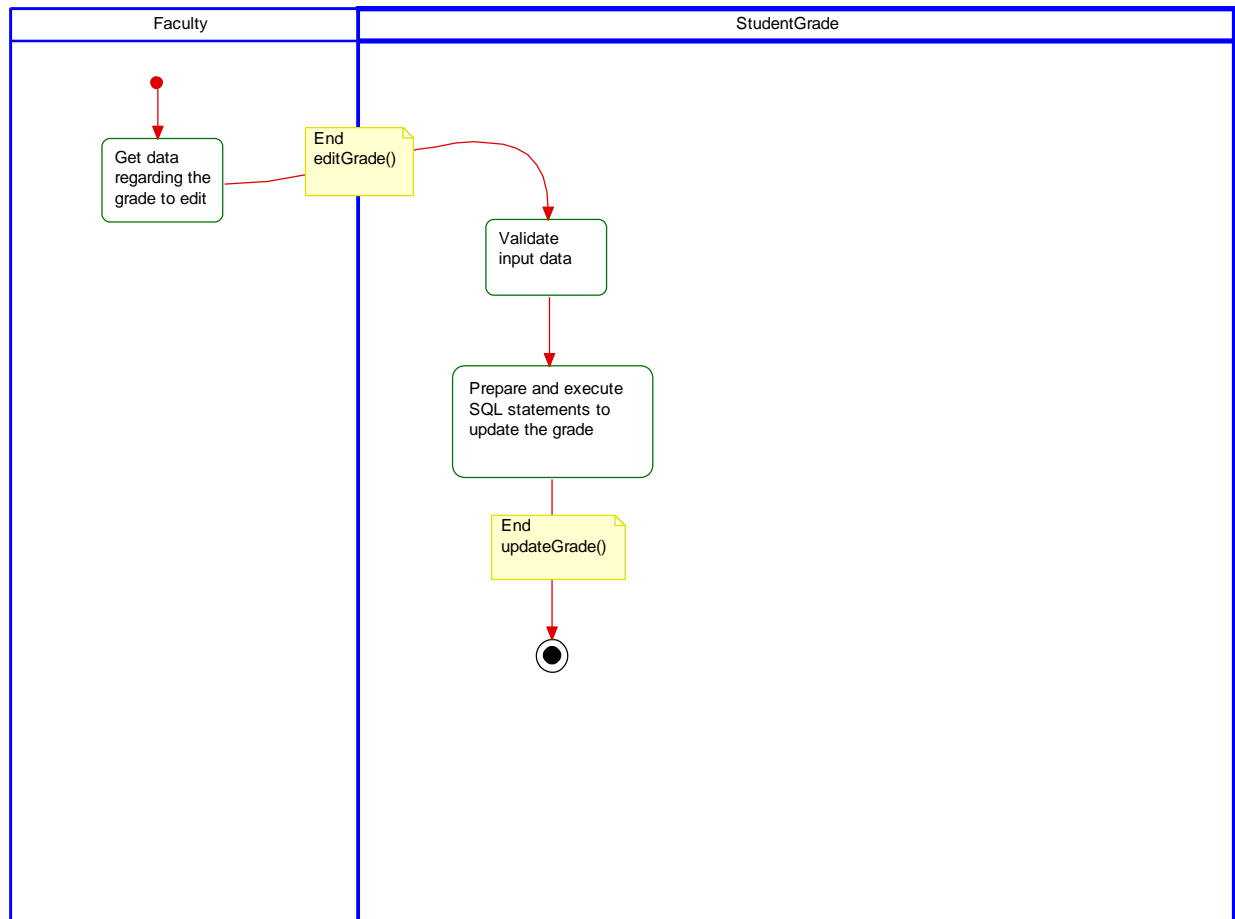 Faculty
StudentGrade
Get data
regarding the
grade to edit
End
editGrade()
Validate
input data
Prepare and execute
SQL statements to
update the grade
End
updateGrade()